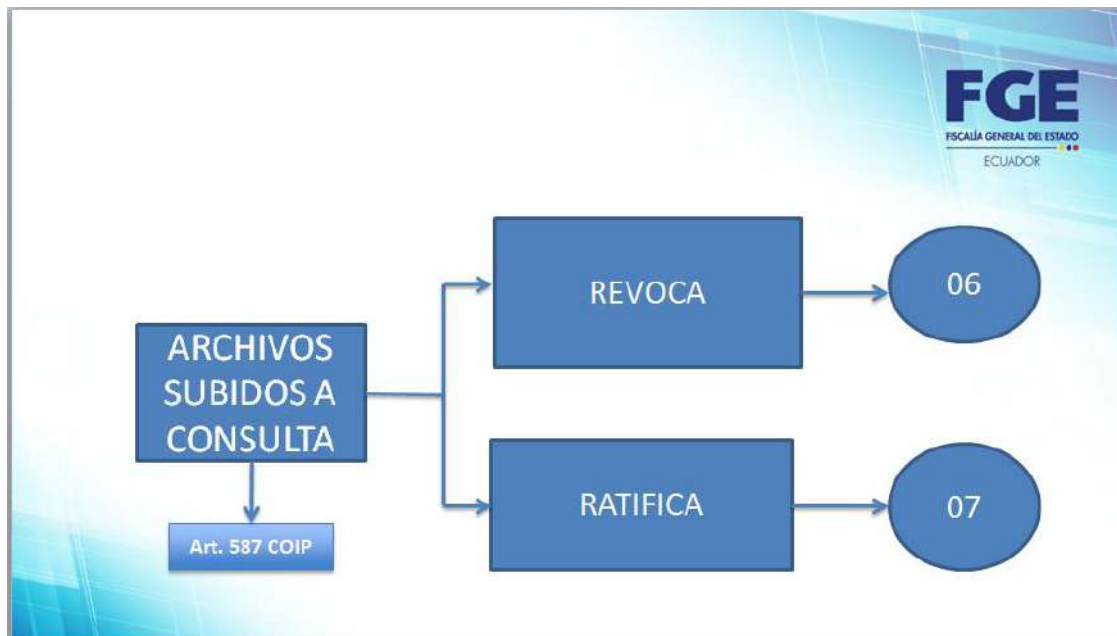 FGE
FISCALÍA GENERAL DEL ESTADO
ECUADOR
REVOCA
06
ARCHIVOS
SUBIDOS A
CONSULTA
RATIFICA
07
Art. 587 COIP